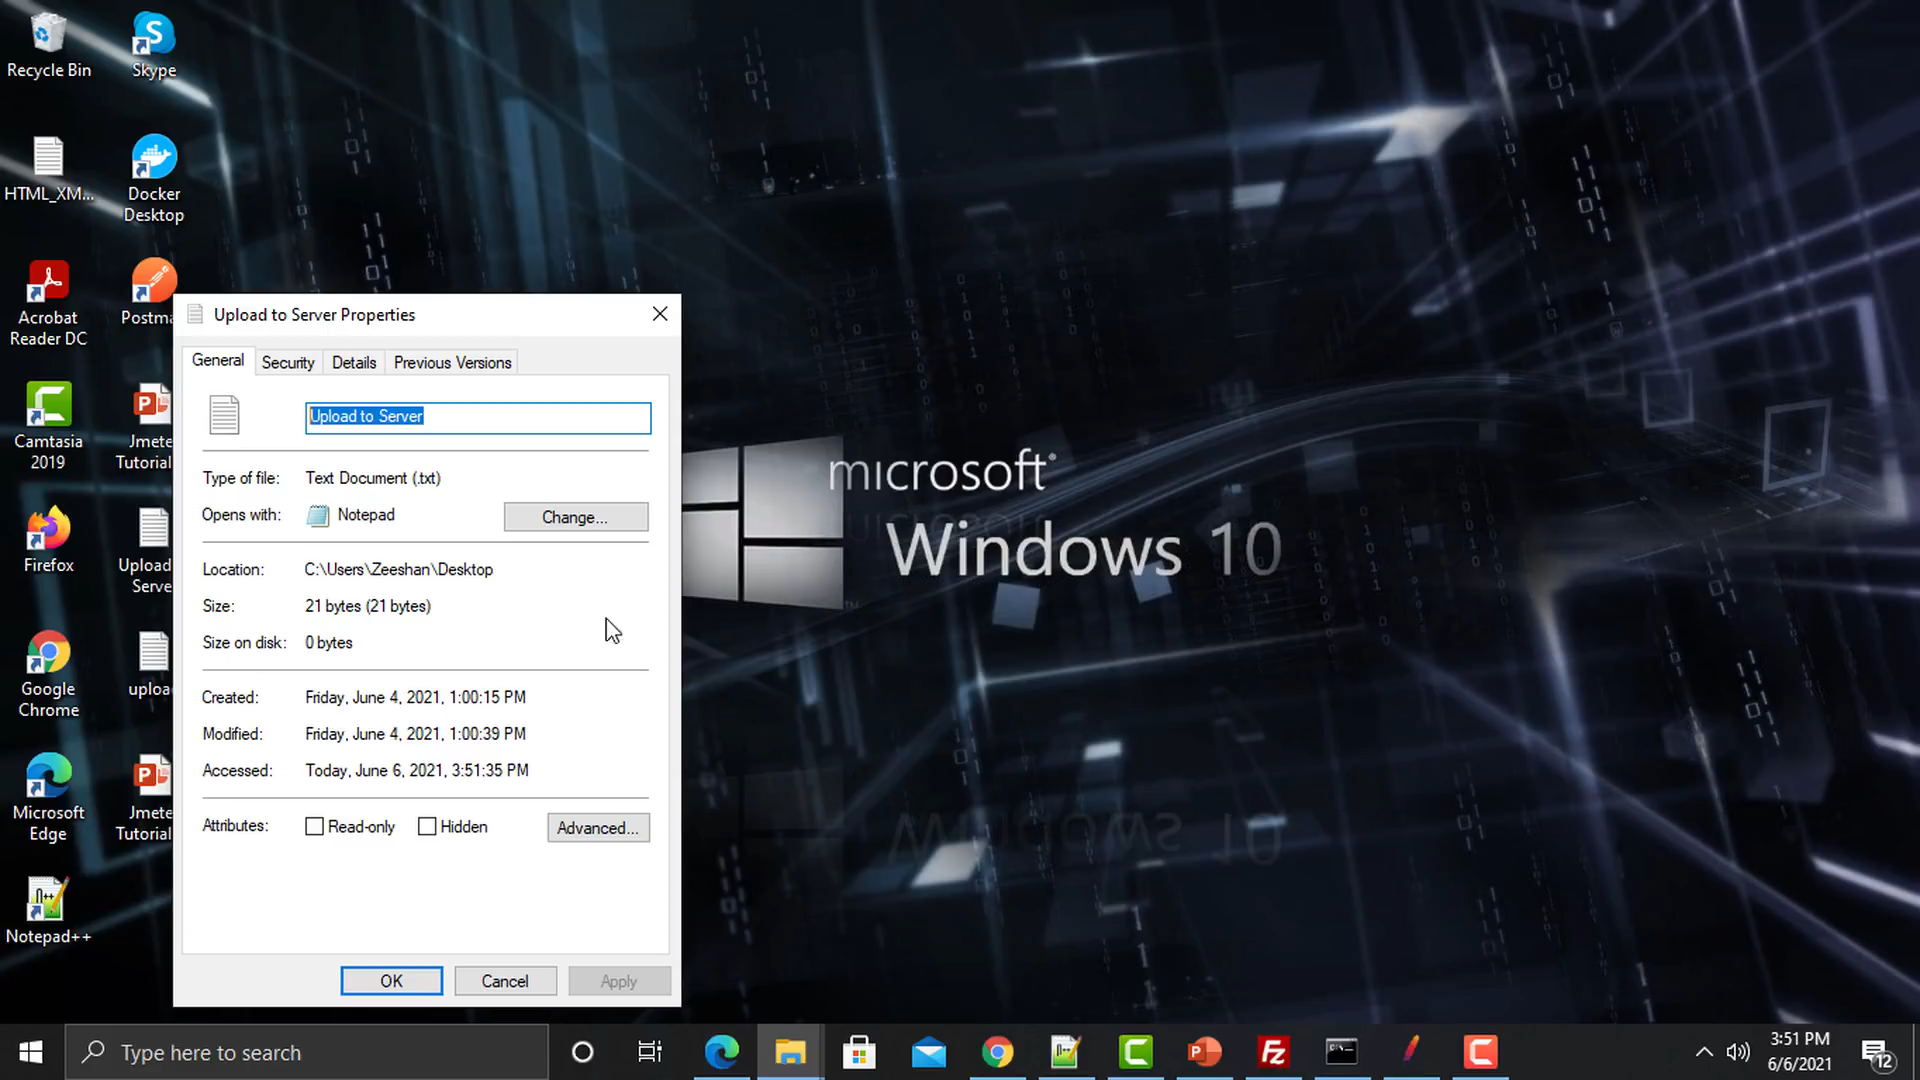 Recycle Bin
Skype
HTML_XM...
Docker
Desktop
Acrobat
Reader DC
Postma
Camtasia
2019
Jmete
Tutorial
Firefox
Upload
Serve
Google
Chrome
uploa
Microsoft
Edge
Jmete
Tutorial
Notepad++
Upload to Server Properties
General
Security
Details
Previous Versions
Upload to Server
Type of file:
Text Document (.txt)
Opens with:
Notepad
Change...
Location:
C:\Users\Zeeshan\Desktop
Size:
21 bytes (21 bytes)
Size on disk:
0 bytes
Created:
Friday, June 4, 2021, 1:00:15 PM
Modified:
Friday, June 4, 2021, 1:00:39 PM
Accessed:
Today, June 6, 2021, 3:51:35 PM
Attributes:
Read-only
Hidden
Advanced...
OK
Cancel
Apply
microsoft
Windows 10
Type here to search
3:51 PM
6/6/2021
12